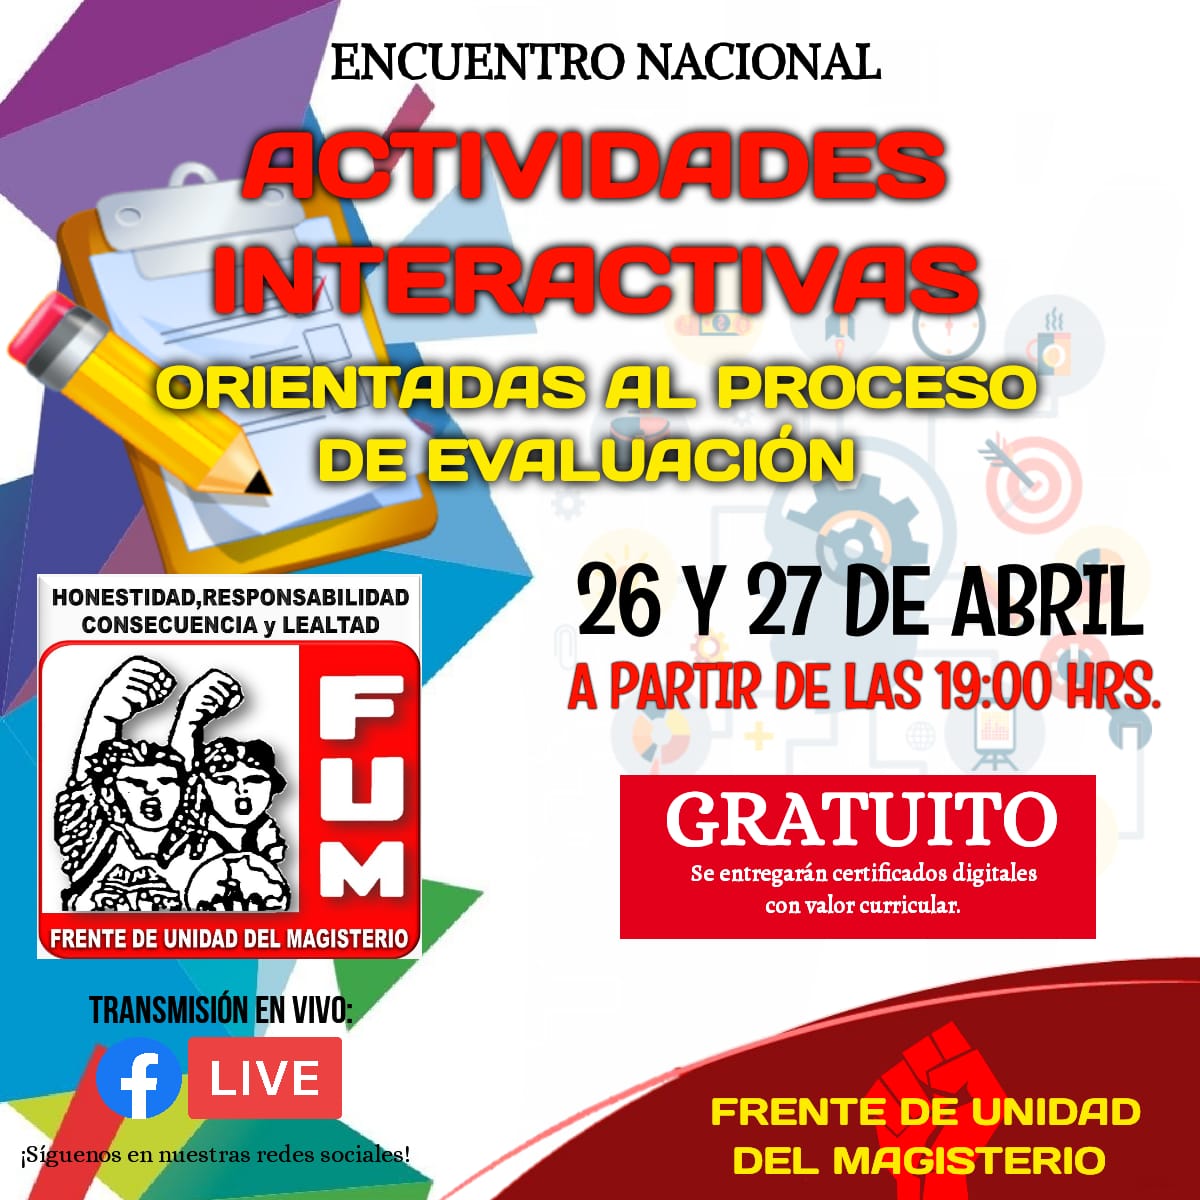 ENCUENTRO NACIONAL
ACTIVIDADES
INTERACTIVAS
ORIENTADAS AL PROCESO
DE EVALUACIÓN
26 Y 27 DE ABRIL
A PARTIR DE LAS 19:00 HRS.
HONESTIDAD,RESPONSABILIDAD
CONSECUENCIA y LEALTAD
FUM
FRENTE DE UNIDAD DEL MAGISTERIO
GRATUITO
Se entregarán certificados digitales
con valor curricular.
TRANSMISIÓN EN VIVO:
f LIVE
¡Síguenos en nuestras redes sociales!
FRENTE DE UNIDAD
DEL MAGISTERIO